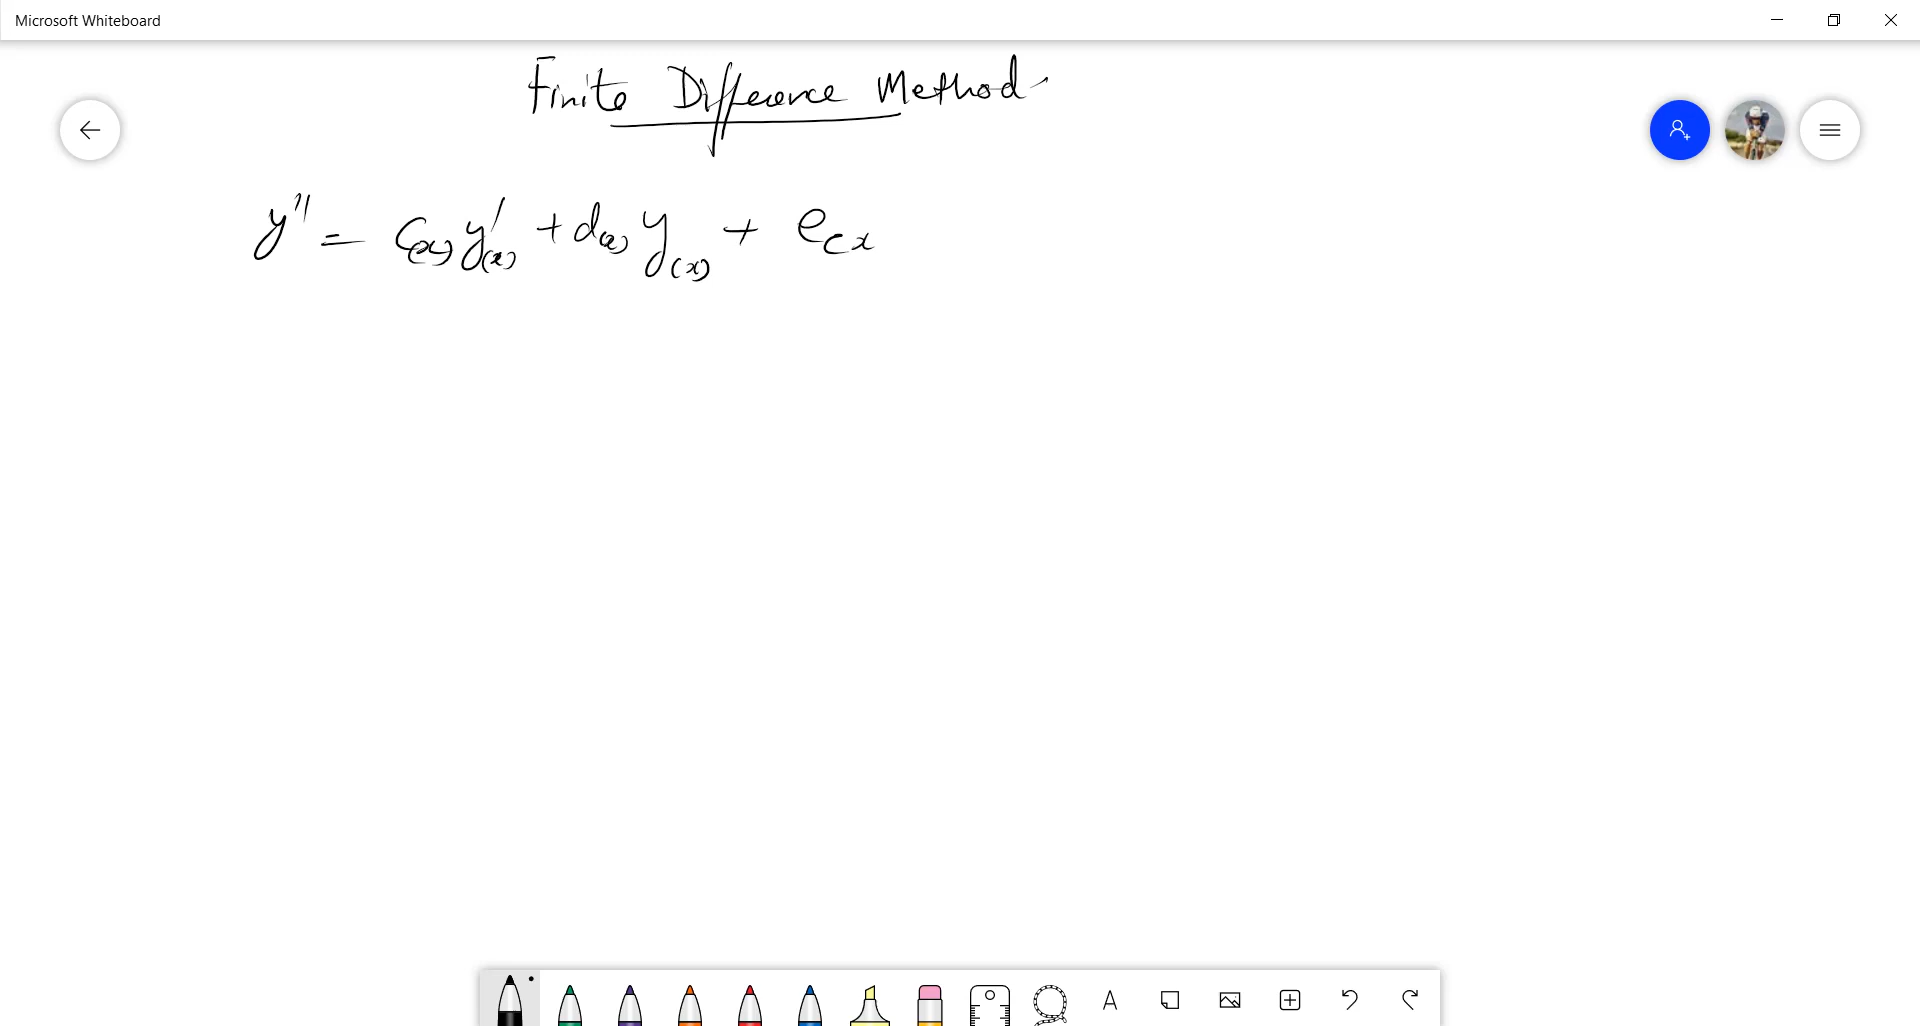 Microsoft Whiteboard
Finite Difference Method
y'' = c(x) y'(x) + d(x) y(x) + e(x